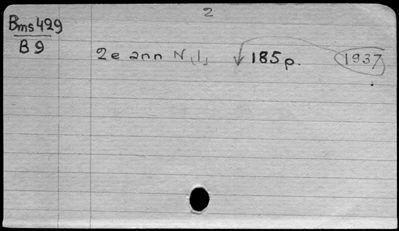 2
Bms429
B9
2e ann N,l, ↓ 185p. 1937